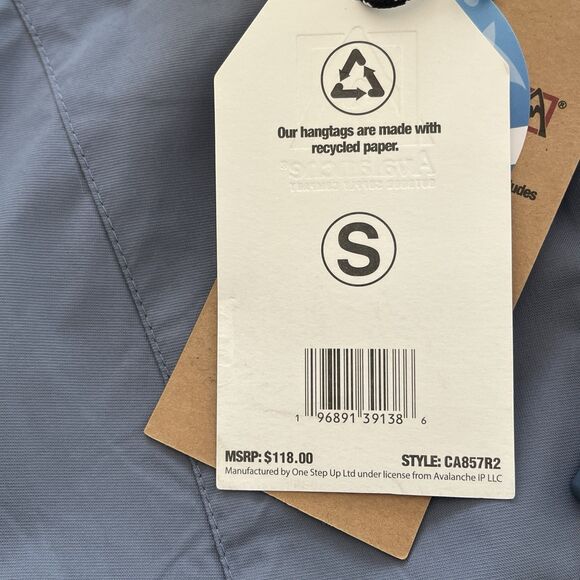 Our hangtags are made with
recycled paper.
S
1 96891 39138 6
MSRP: $118.00 STYLE: CA857R2
Manufactured by One Step Up Ltd under license from Avalanche IP LLC
®